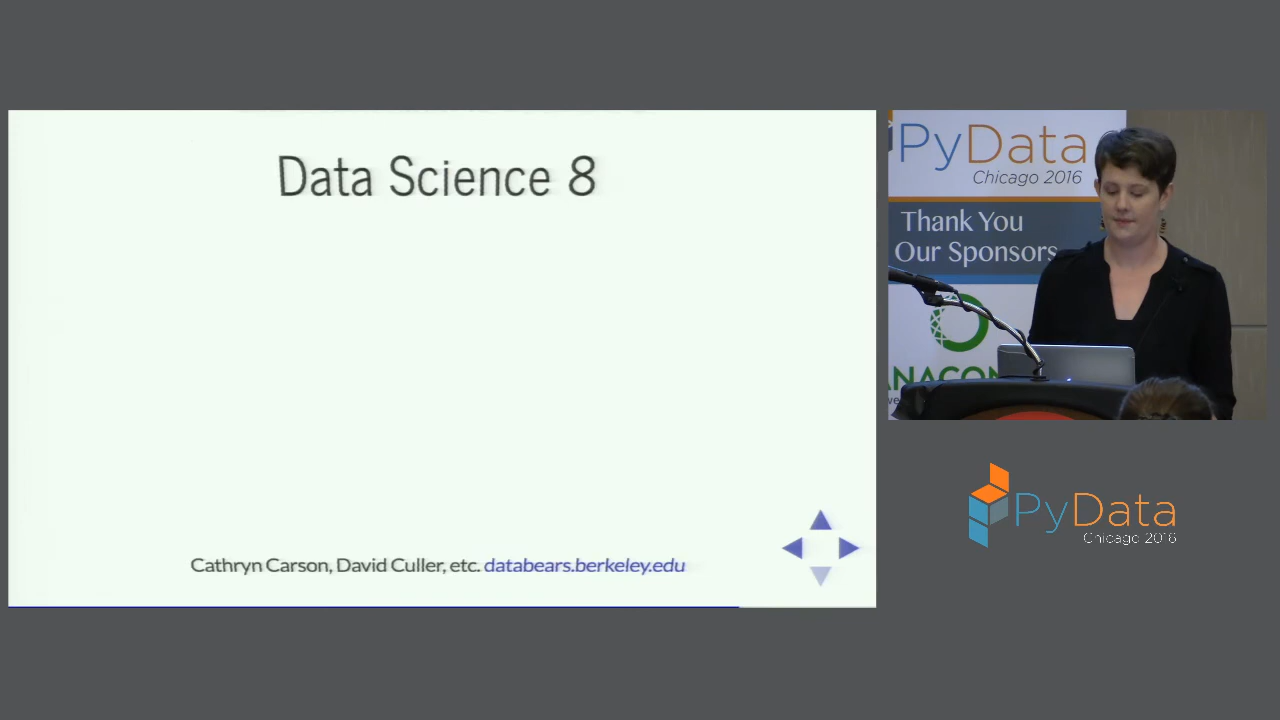 Data Science 8
Cathryn Carson, David Culler, etc. databears.berkeley.edu
PyData
Chicago 2016
Thank You
Our Sponsors
PyData
Chicago 2016